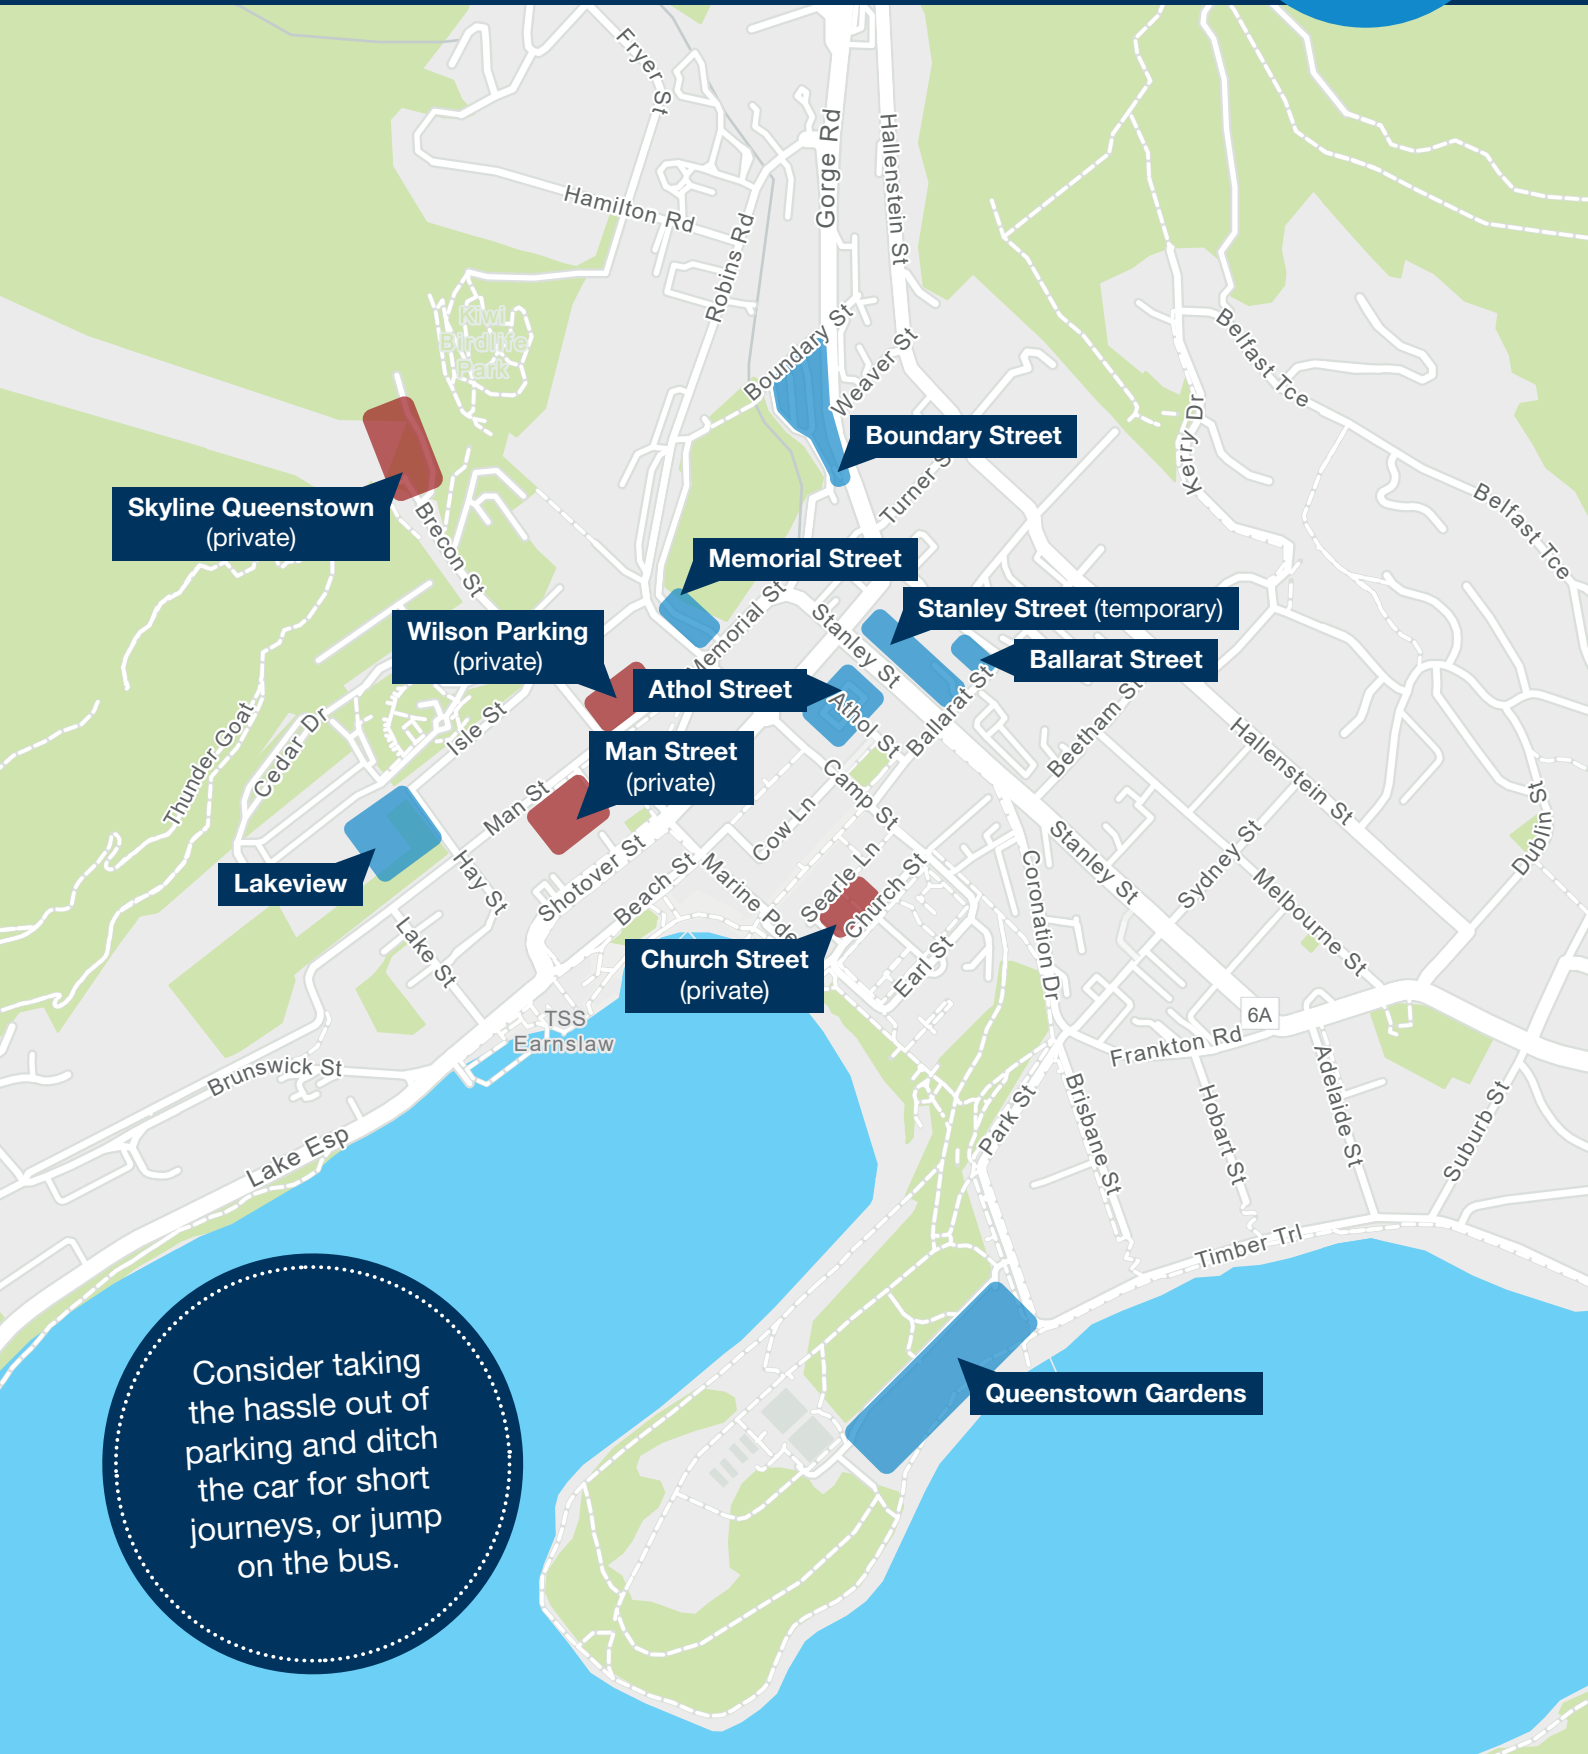 Fryer St
Gorge Rd
Hallenstein St
Hamilton Rd
Robins Rd
Kiwi
Birdlife
Park
Boundary St
Weaver St
Belfast Tce
Kerry Dr
Boundary Street
Turner S
Belfast Tce
Skyline Queenstown
(private)
Brecon St
Memorial Street
Memorial St
Stanley Street (temporary)
Wilson Parking
(private)
Stanley St
Ballarat Street
Athol Street
Athol St
Ballarat St
Beetham St
Thunder Goat
Cedar Dr
Isle St
Man Street
(private)
Hallenstein St
Man St
Camp St
Cow Ln
Dublin St
Lakeview
Hay St
Shotover St
Beach St
Marine Pde
Searle Ln
Church St
Coronation Dr
Stanley St
Sydney St
Melbourne St
Lake St
Church Street
(private)
Earl St
TSS
Earnslaw
6A
Frankton Rd
Brunswick St
Lake Esp
Park St
Brisbane St
Hobart St
Adelaide St
Suburb St
Timber Trl
Consider taking
the hassle out of
parking and ditch
the car for short
journeys, or jump
on the bus.
Queenstown Gardens